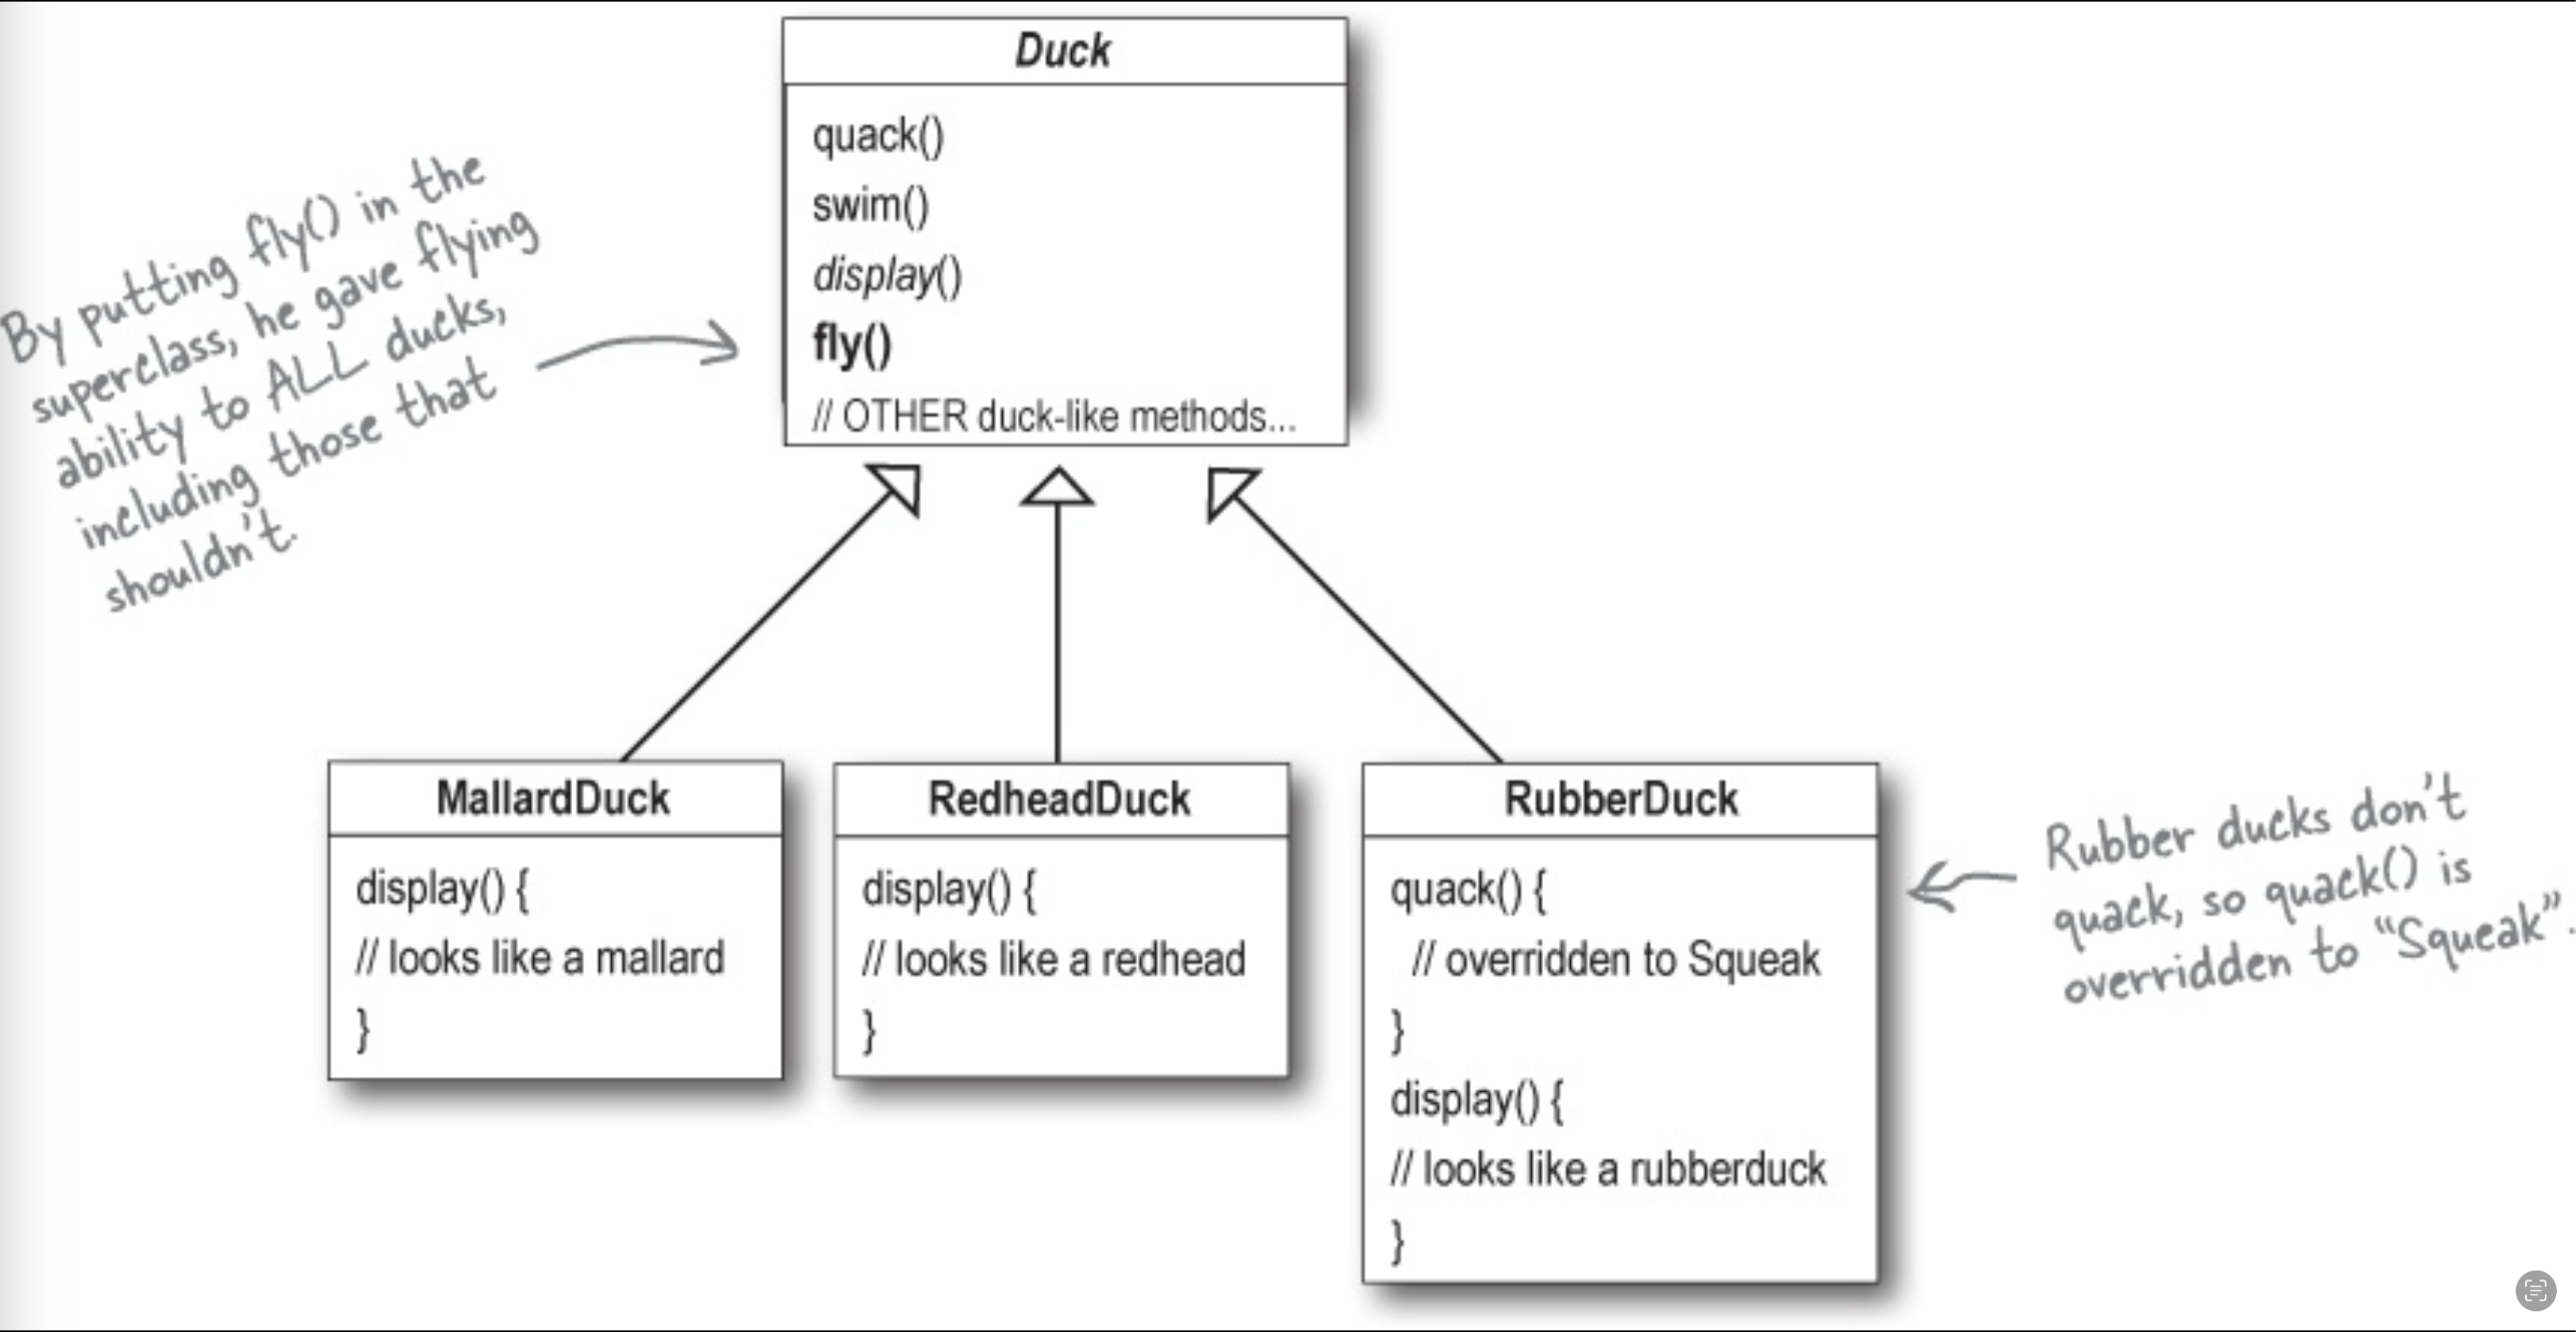 Duck
quack()
swim()
display()
fly()
// OTHER duck-like methods...
By putting fly() in the
superclass, he gave flying
ability to ALL ducks,
including those that
shouldn't.
MallardDuck
display() {
// looks like a mallard
}
RedheadDuck
display() {
// looks like a redhead
}
RubberDuck
quack() {
// overridden to Squeak
}
display() {
// looks like a rubberduck
}
Rubber ducks don't
quack, so quack() is
overridden to “Squeak”.